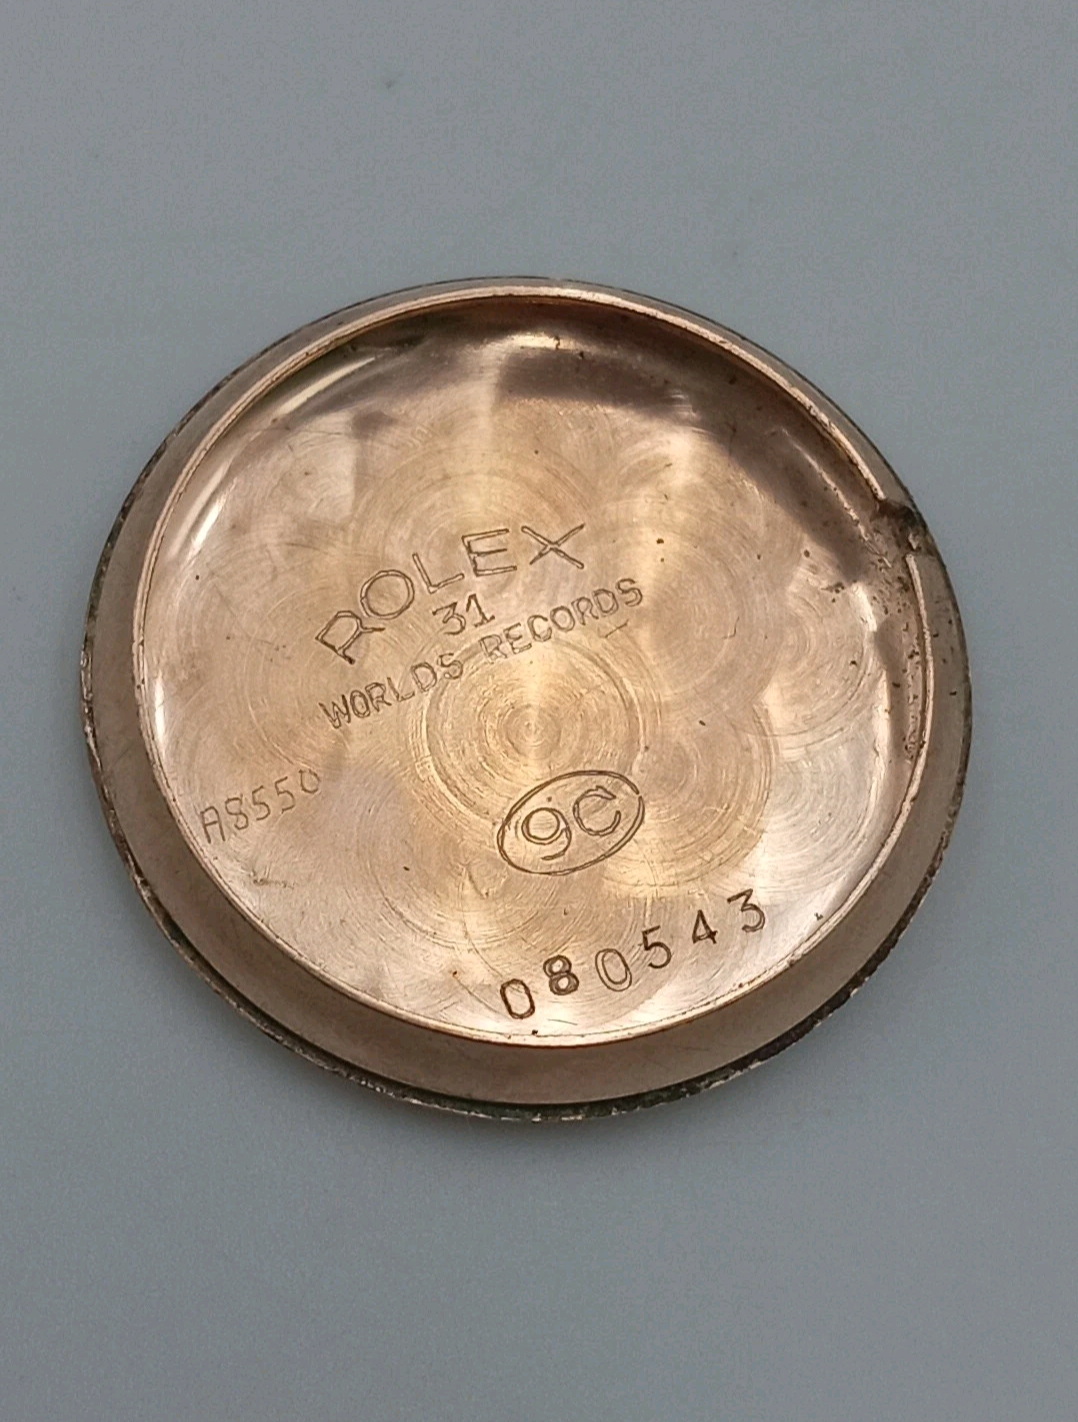 ROLEX
31
WORLDS RECORDS
A8550
9C
080543